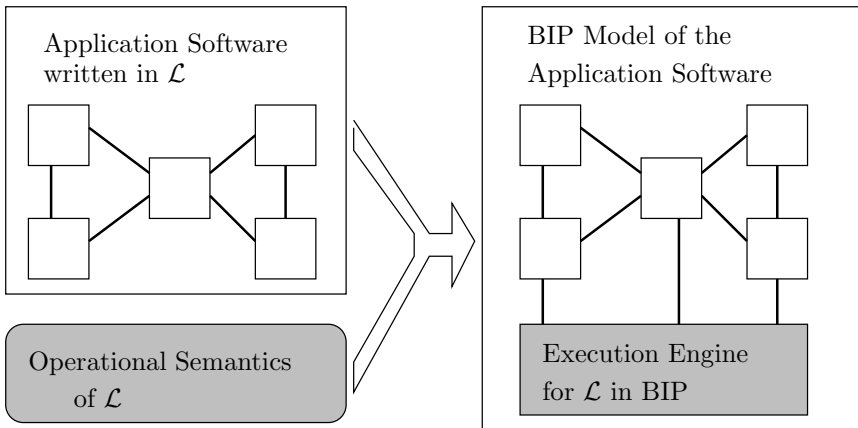 Application Software
written in ℒ
Operational Semantics
of ℒ
BIP Model of the
Application Software
Execution Engine
for ℒ in BIP